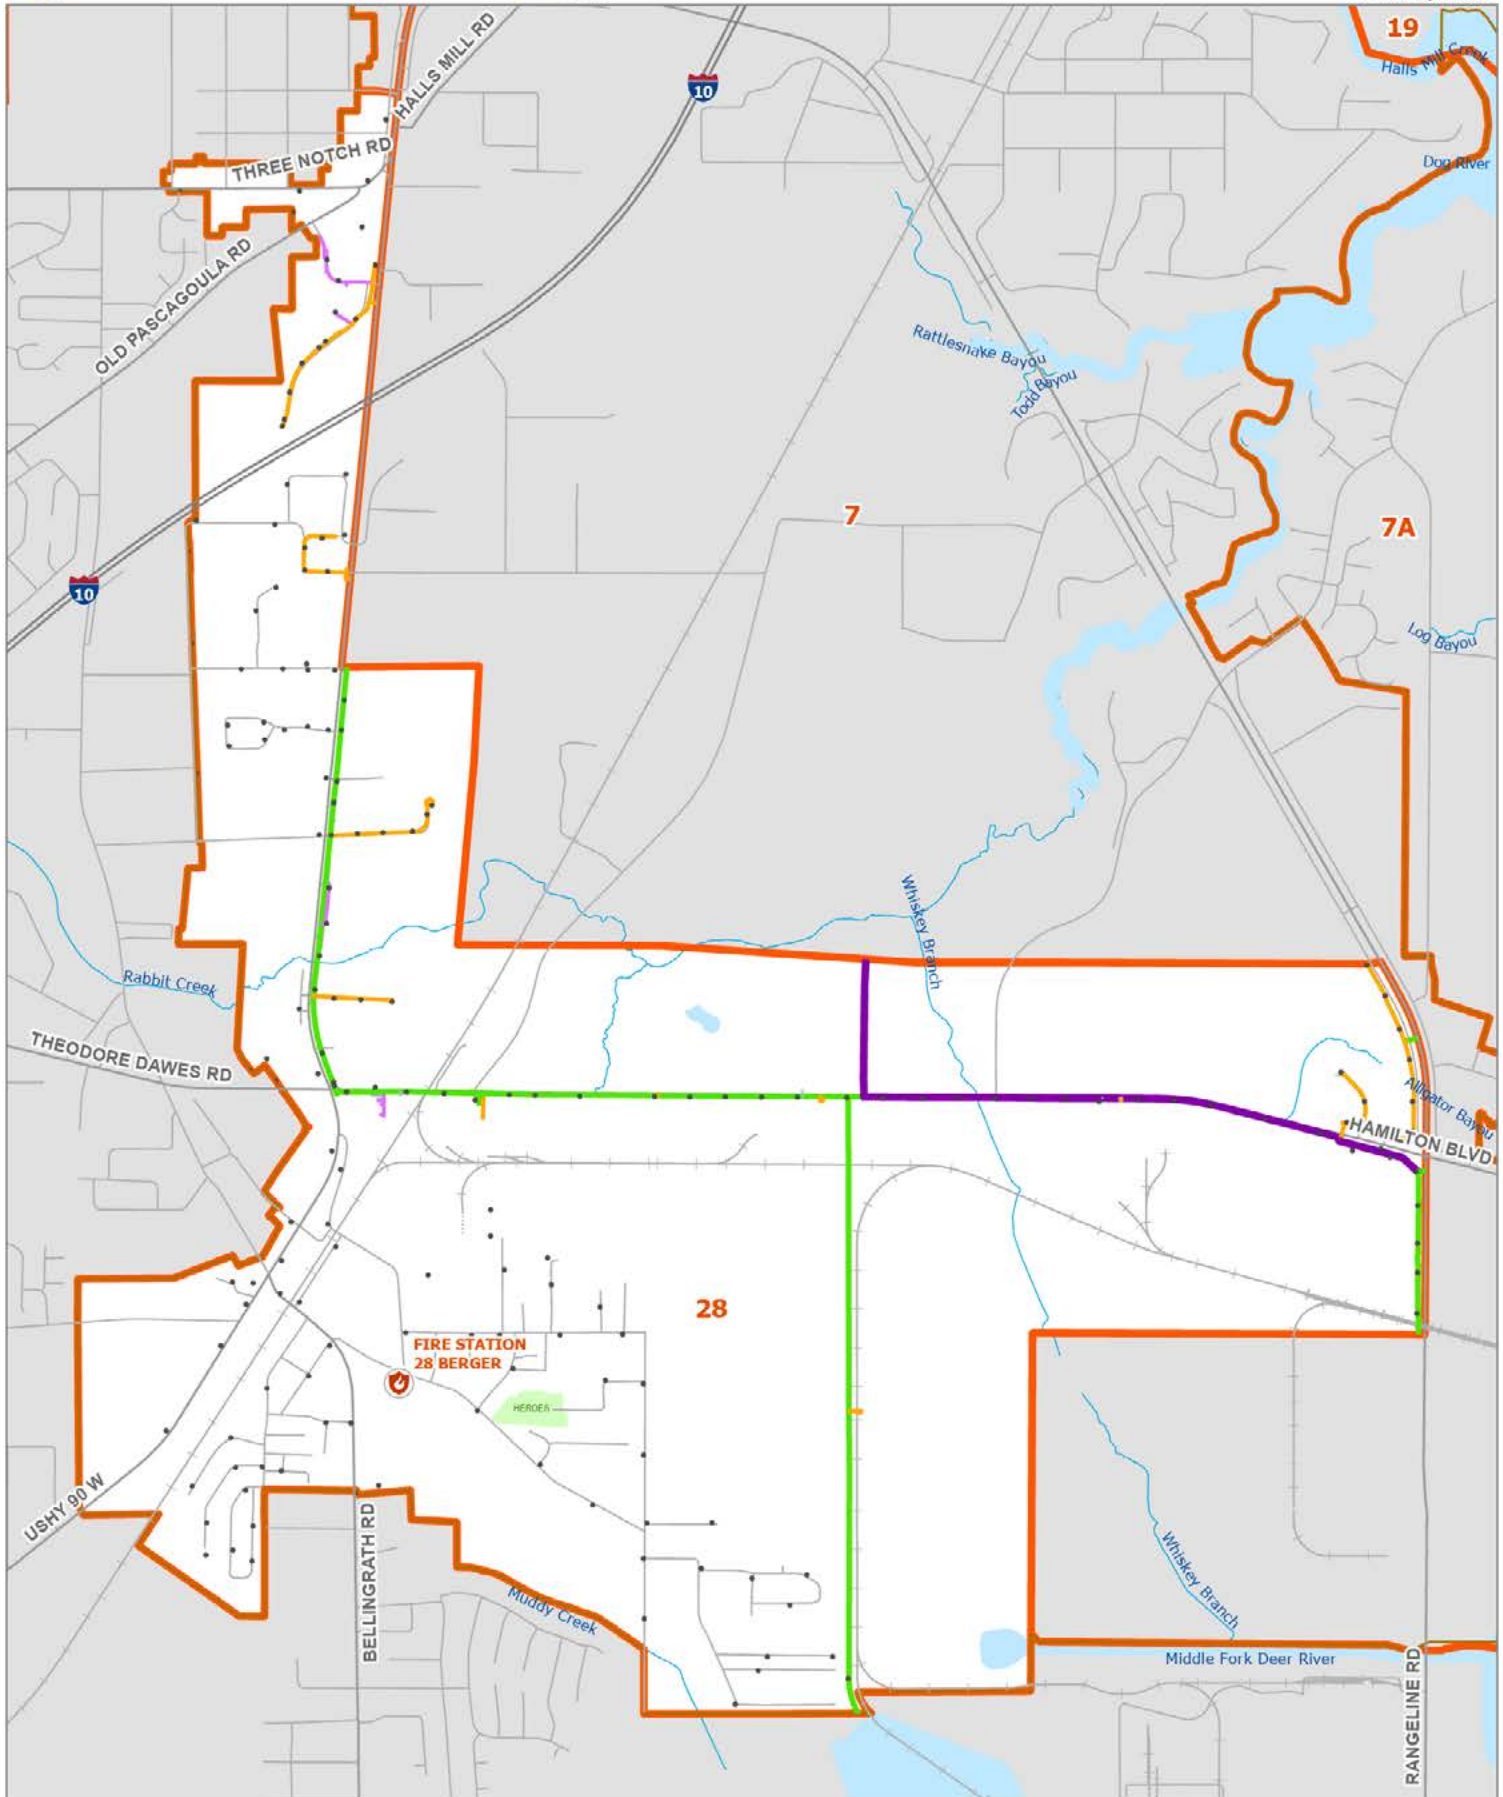 19
Halls Mill Creek
HALLS MILL RD
10
THREE NOTCH RD
Dog River
OLD PASCAGOULA RD
Rattlesnake Bayou
Todd Bayou
7
7A
10
Log Bayou
Whiskey Branch
Rabbit Creek
THEODORE DAWES RD
Alligator Bayou
HAMILTON BLVD
28
FIRE STATION
28 BERGER
HEROES
USHY 90 W
BELLINGRATH RD
Muddy Creek
Whiskey Branch
Middle Fork Deer River
RANGELINE RD